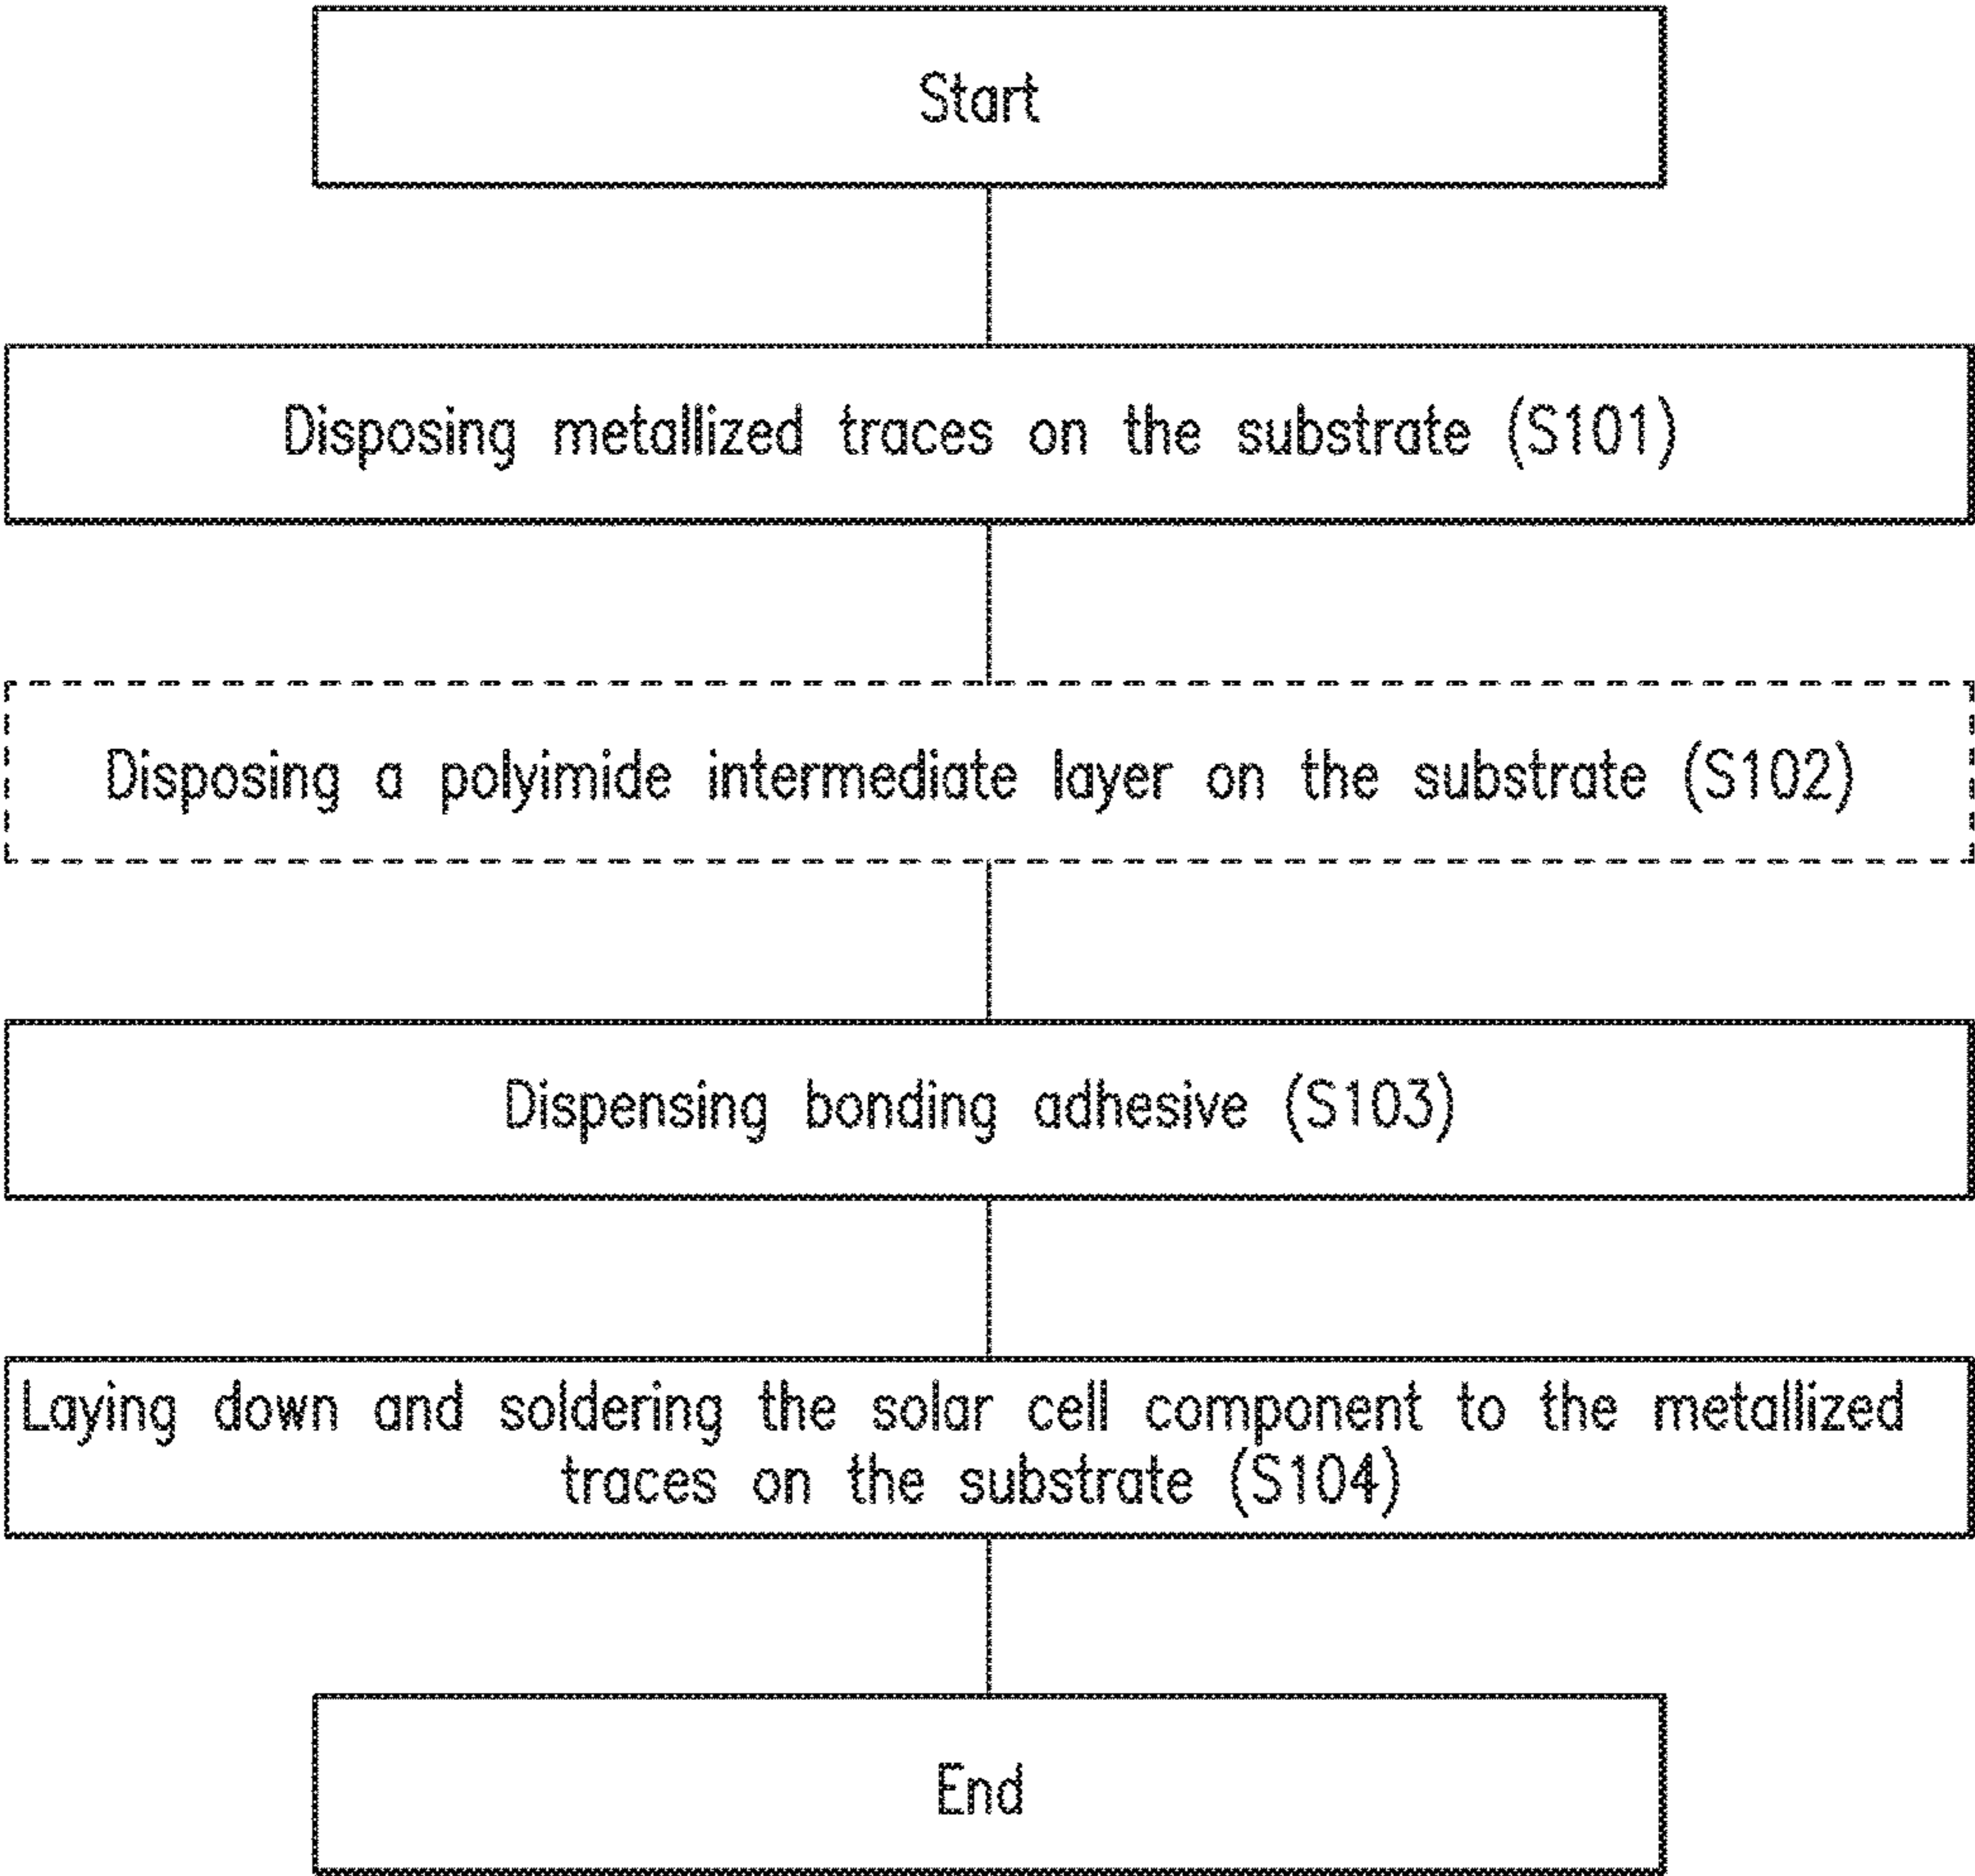 Start
Disposing metallized traces on the substrate (S101)
Disposing a polyimide intermediate layer on the substrate (S102)
Dispensing bonding adhesive (S103)
Laying down and soldering the solar cell component to the metallized
traces on the substrate (S104)
End